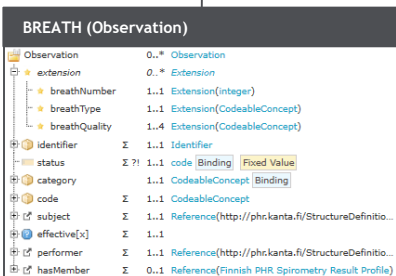 BREATH (Observation)
Observation 0..* Observation
extension 0..* Extension
breathNumber 1..1 Extension(integer)
breathType 1..1 Extension(CodeableConcept)
breathQuality 1..4 Extension(CodeableConcept)
identifier Σ 1..1 Identifier
status Σ ?! 1..1 code Binding Fixed Value
category 1..1 CodeableConcept Binding
code Σ 1..1 CodeableConcept
subject Σ 1..1 Reference(http://phr.kanta.fi/StructureDefinitio...
effective[x] Σ 1..1
performer Σ 1..1 Reference(http://phr.kanta.fi/StructureDefinitio...
hasMember Σ 0..1 Reference(Finnish PHR Spirometry Result Profile)